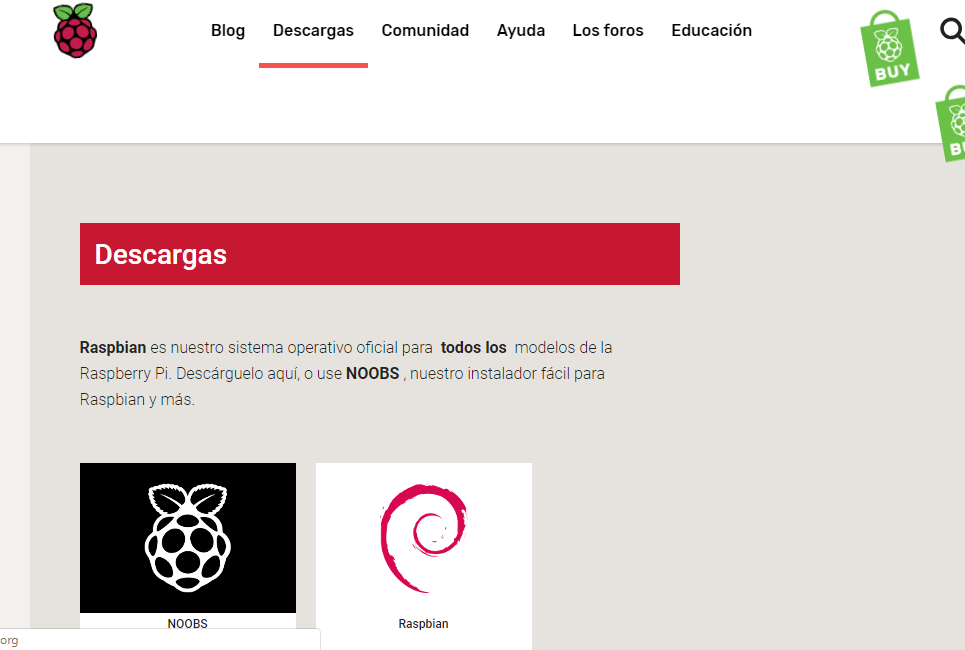 Blog Descargas Comunidad Ayuda Los foros Educación
BUY
Descargas
Raspbian es nuestro sistema operativo oficial para todos los modelos de la
Raspberry Pi. Descárguelo aquí, o use NOOBS , nuestro instalador fácil para
Raspbian y más.
NOOBS Raspbian
org